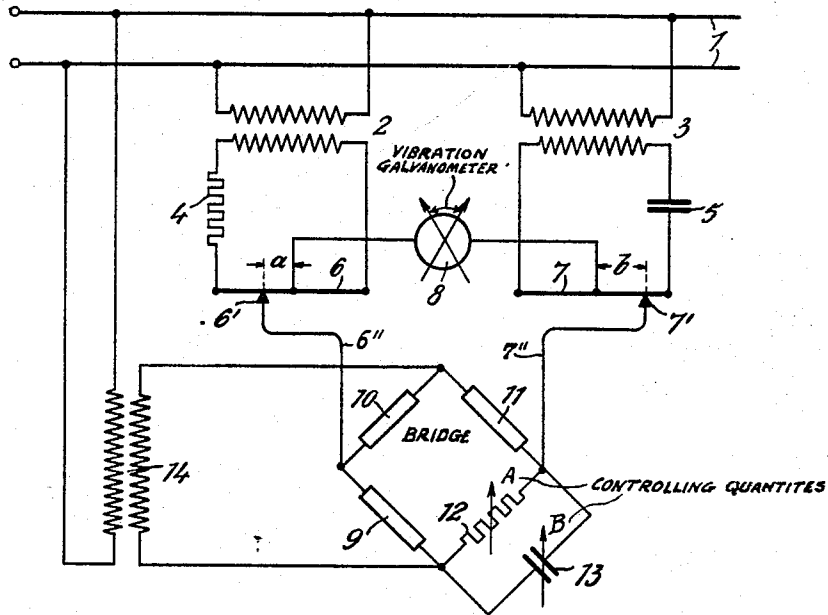 1
2
3
VIBRATION
GALVANOMETER
4
5
a
6
8
7
b
6'
7'
6"
7"
10
11
BRIDGE
14
A
CONTROLLING QUANTITES
12
9
B
13